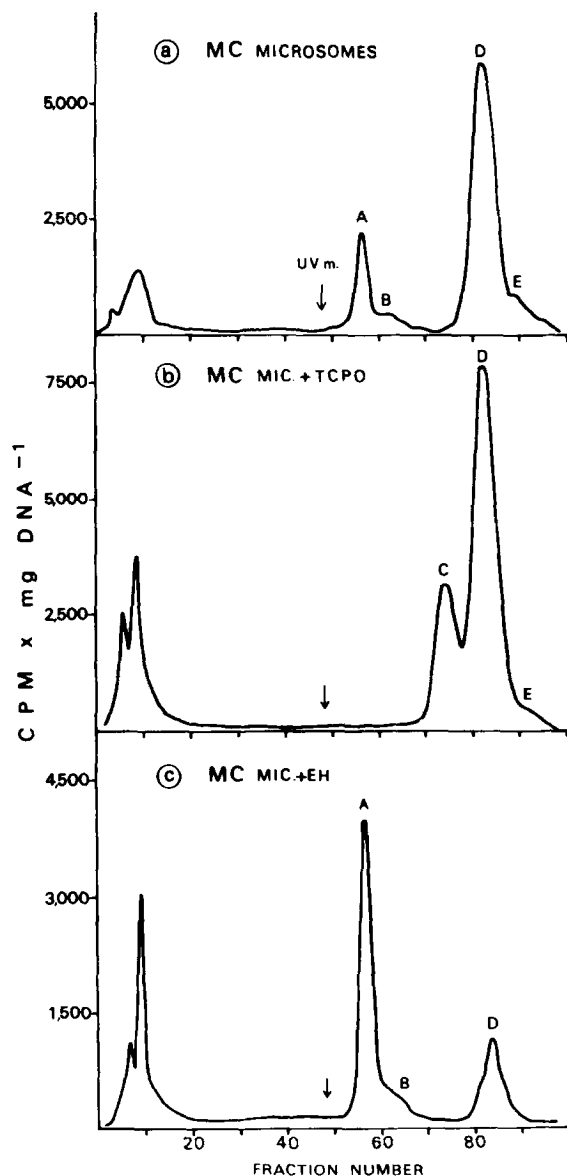 ⓐ MC MICROSOMES
D
5,000
2,500
A
UV m.
B
E
ⓑ MC MIC. + TCPO
D
7500
5,000
C
2,500
E
CPM x mg DNA⁻¹
ⓒ MC MIC.+EH
4,500
A
3,000
1,500
D
B
20 40 60 80
FRACTION NUMBER